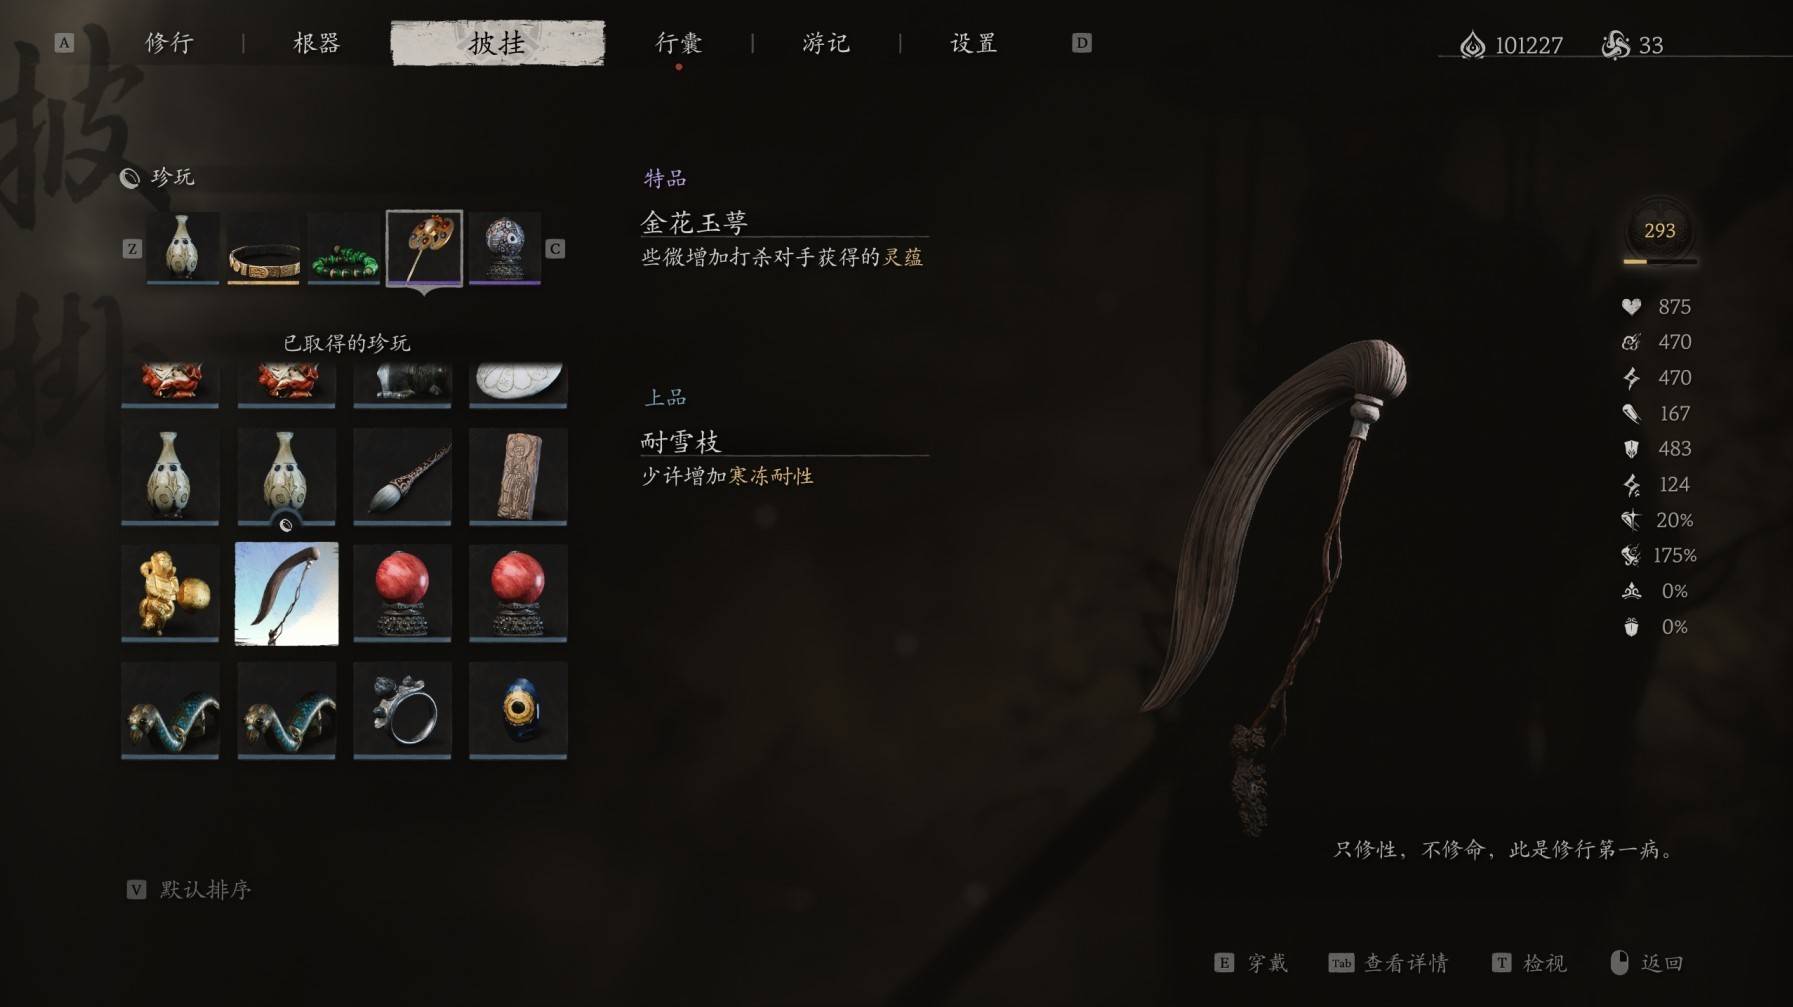 A 修行 | 根器 披挂 行囊 | 游记 | 设置 D
101227 33
披
挂
珍玩
Z C
已取得的珍玩
V 默认排序
特品
金花玉萼
些微增加打杀对手获得的灵蕴
上品
耐雪枝
少许增加寒冻耐性
293
875
470
470
167
483
124
20%
175%
0%
0%
只修性，不修命，此是修行第一病。
E 穿戴 Tab 查看详情 T 检视 返回